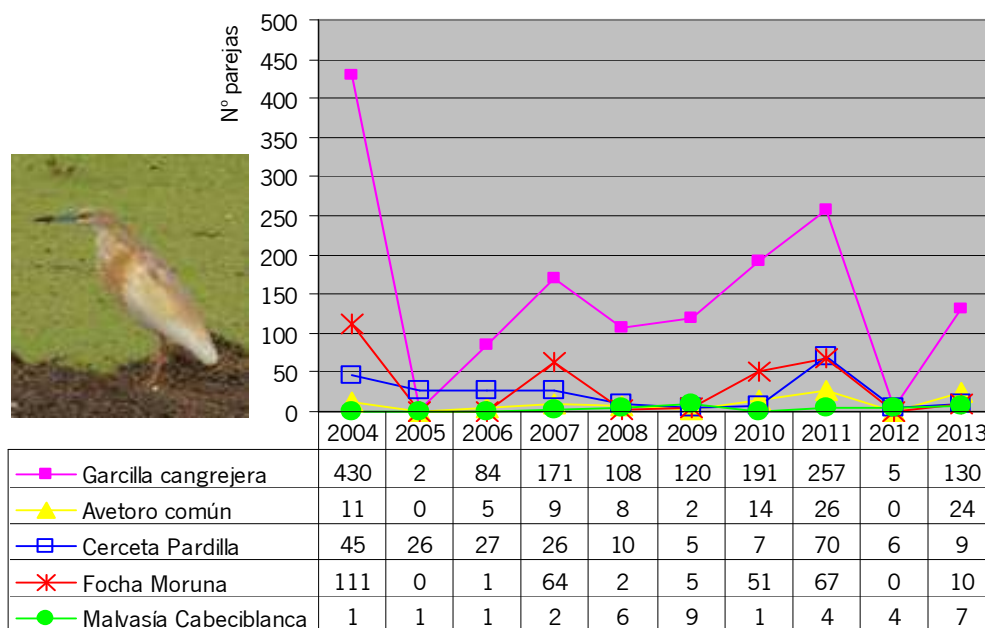 Nº parejas
500
450
400
350
300
250
200
150
100
50
0
2004 2005 2006 2007 2008 2009 2010 2011 2012 2013
Garcilla cangrejera 430 2 84 171 108 120 191 257 5 130
Avetoro común 11 0 5 9 8 2 14 26 0 24
Cerceta Pardilla 45 26 27 26 10 5 7 70 6 9
Focha Moruna 111 0 1 64 2 5 51 67 0 10
Malvasía Cabeciblanca 1 1 1 2 6 9 1 4 4 7